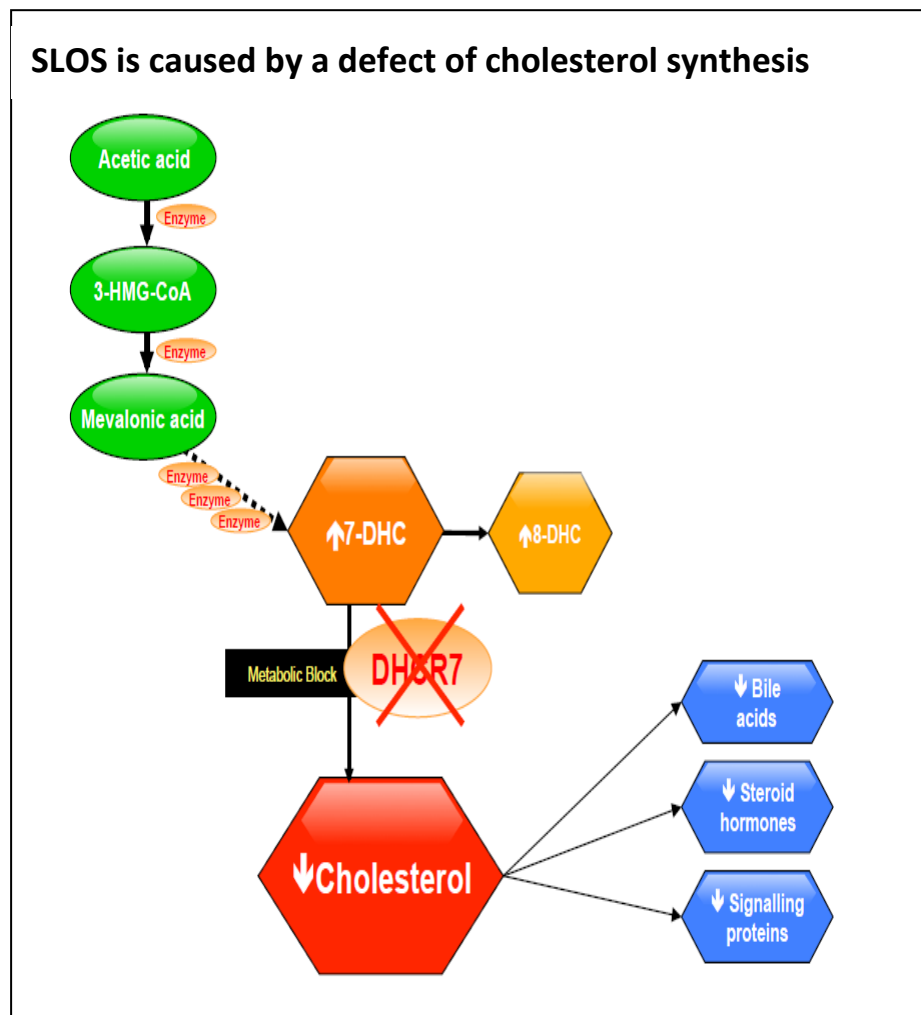 SLOS is caused by a defect of cholesterol synthesis
Acetic acid
Enzyme
3-HMG-CoA
Enzyme
Mevalonic acid
Enzyme
Enzyme
Enzyme
↑7-DHC
↑8-DHC
Metabolic Block
DHCR7
↓Cholesterol
↓ Bile
acids
↓ Steroid
hormones
↓ Signalling
proteins